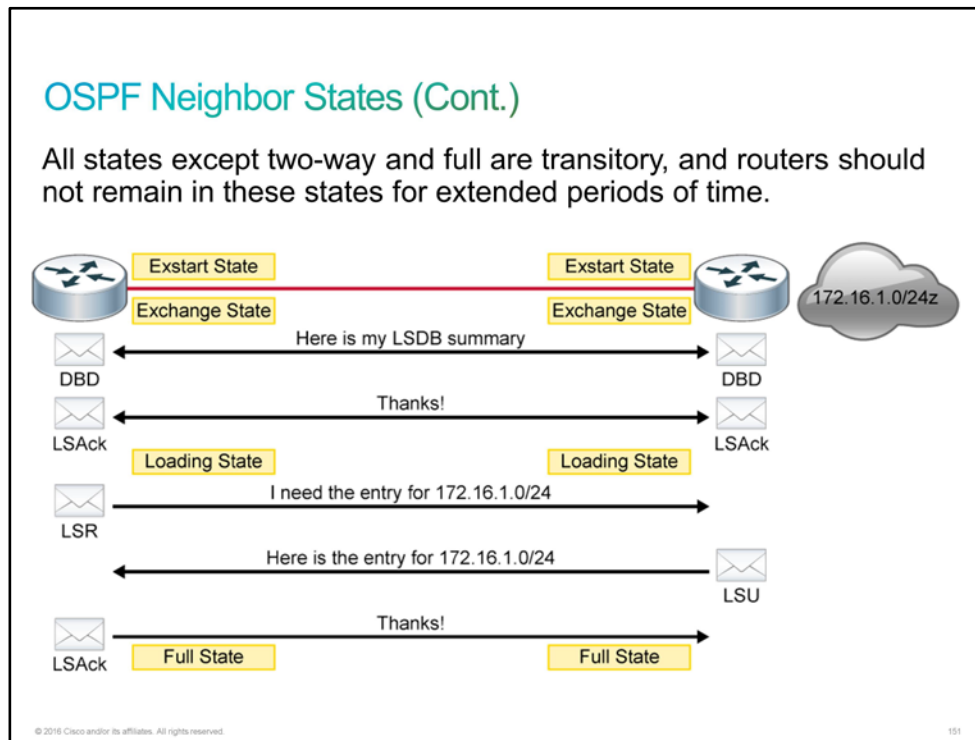 OSPF Neighbor States (Cont.)
All states except two-way and full are transitory, and routers should
not remain in these states for extended periods of time.
Exstart State
Exstart State
172.16.1.0/24z
Exchange State
Exchange State
Here is my LSDB summary
DBD
DBD
Thanks!
LSAck
LSAck
Loading State
Loading State
I need the entry for 172.16.1.0/24
LSR
Here is the entry for 172.16.1.0/24
LSU
Thanks!
LSAck
Full State
Full State
© 2016 Cisco and/or its affiliates. All rights reserved.
151